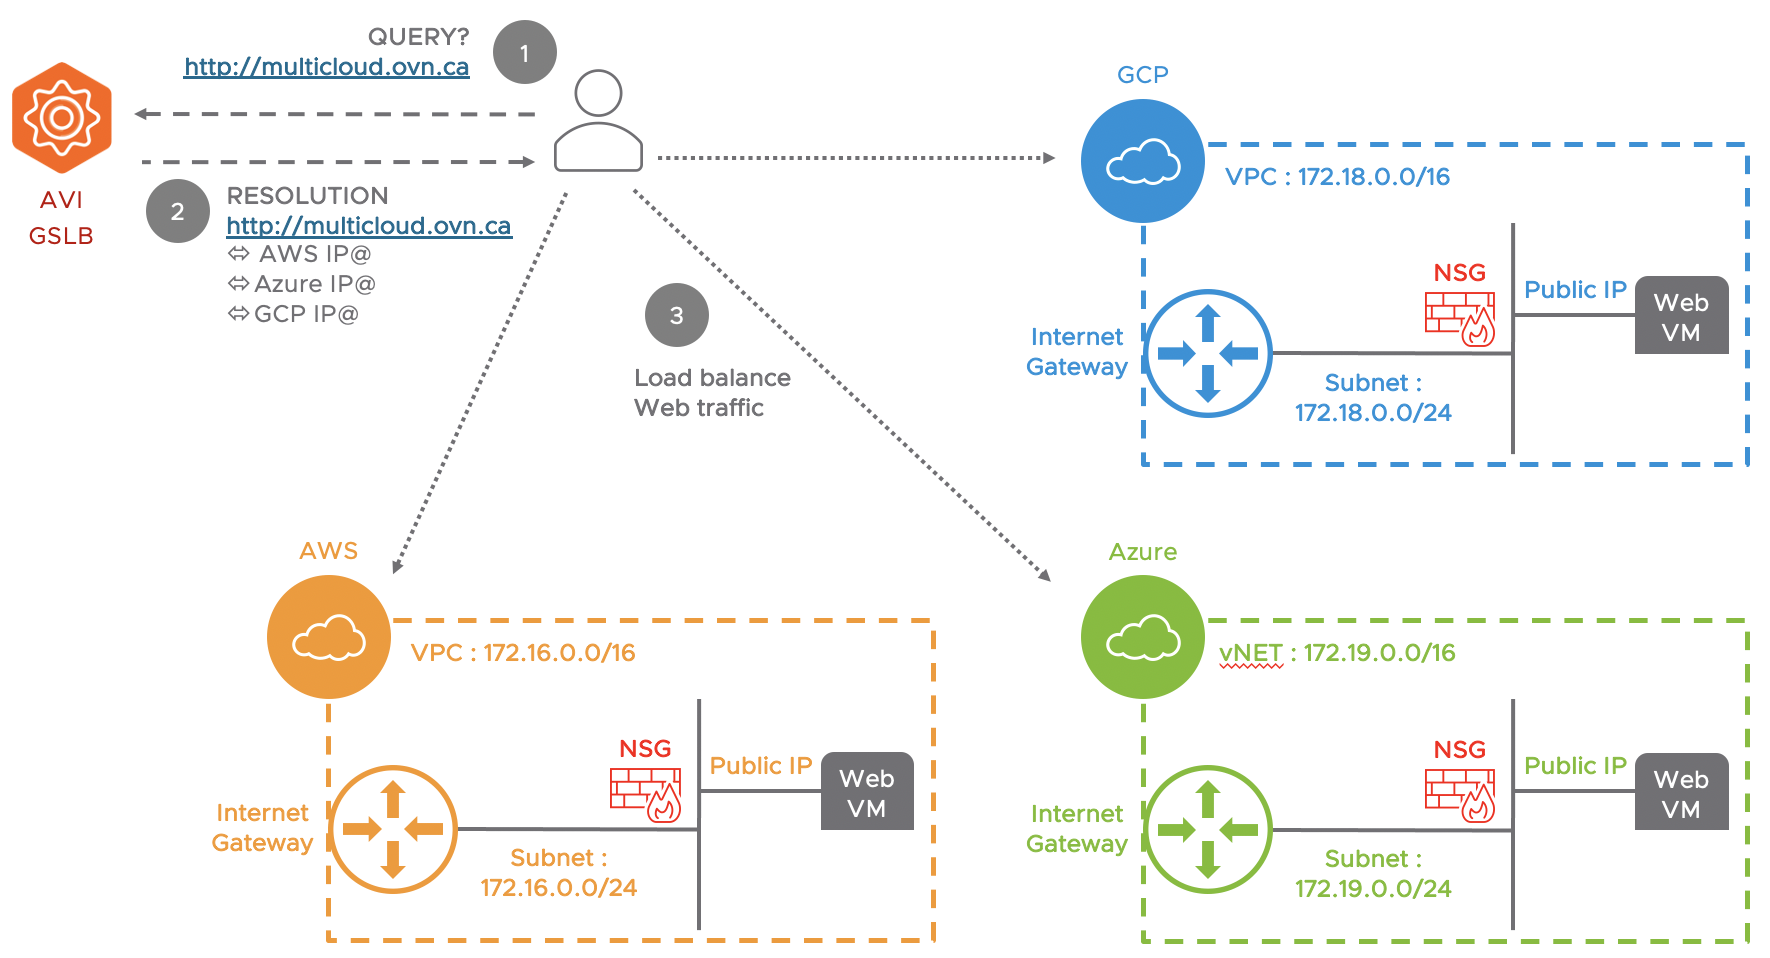 QUERY?
http://multicloud.ovn.ca
1
AVI
GSLB
2
RESOLUTION
http://multicloud.ovn.ca
⇔ AWS IP@
⇔ Azure IP@
⇔ GCP IP@
3
Load balance
Web traffic
GCP
VPC : 172.18.0.0/16
NSG
Public IP
Web
VM
Internet
Gateway
Subnet :
172.18.0.0/24
AWS
VPC : 172.16.0.0/16
NSG
Public IP
Web
VM
Internet
Gateway
Subnet :
172.16.0.0/24
Azure
vNET : 172.19.0.0/16
NSG
Public IP
Web
VM
Internet
Gateway
Subnet :
172.19.0.0/24